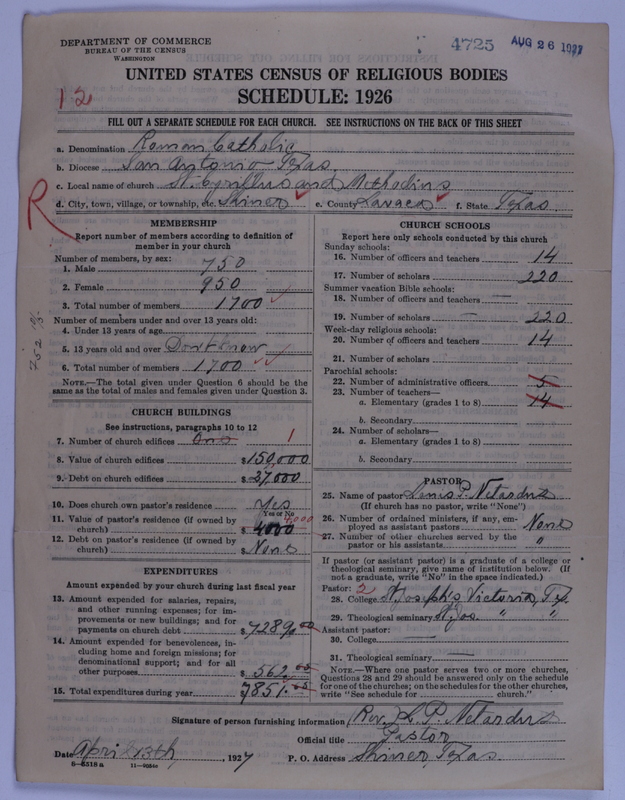 DEPARTMENT OF COMMERCE
BUREAU OF THE CENSUS
WASHINGTON
4725
AUG 26 1927
12
UNITED STATES CENSUS OF RELIGIOUS BODIES
SCHEDULE: 1926
FILL OUT A SEPARATE SCHEDULE FOR EACH CHURCH. SEE INSTRUCTIONS ON THE BACK OF THIS SHEET
a. Denomination Roman Catholic
b. Diocese San Antonio Texas.
c. Local name of church St. Cyrillus and Methodius
d. City, town, village, or township, etc. Shiner e. County Lavaca f. State Texas.
R
MEMBERSHIP
Report number of members according to definition of
member in your church
Number of members, by sex:
1. Male 750
2. Female 950
3. Total number of members 1700
Number of members under and over 13 years old:
4. Under 13 years of age
5. 13 years old and over Dont know
6. Total number of members 1700
NOTE.—The total given under Question 6 should be the
same as the total of males and females given under Question 3.
CHURCH BUILDINGS
See instructions, paragraphs 10 to 12
7. Number of church edifices One 1
8. Value of church edifices $150,000
9. Debt on church edifices $27,000
10. Does church own pastor's residence Yes
Yes or No
11. Value of pastor's residence (if owned by
church) $4000 4,000
12. Debt on pastor's residence (if owned by
church) $None
EXPENDITURES
Amount expended by your church during last fiscal year
13. Amount expended for salaries, repairs,
and other running expenses; for im-
provements or new buildings; and for
payments on church debt $7289.00
14. Amount expended for benevolences, in-
cluding home and foreign missions; for
denominational support; and for all
other purposes $562.05
15. Total expenditures during year 7851.05
CHURCH SCHOOLS
Report here only schools conducted by this church
Sunday schools:
16. Number of officers and teachers 14
17. Number of scholars 220
Summer vacation Bible schools:
18. Number of officers and teachers —
19. Number of scholars — 220
Week-day religious schools:
20. Number of officers and teachers 14
21. Number of scholars
Parochial schools:
22. Number of administrative officers 5
23. Number of teachers—
a. Elementary (grades 1 to 8) 14
b. Secondary
24. Number of scholars—
a. Elementary (grades 1 to 8)
b. Secondary
PASTOR
25. Name of pastor Louis P. Netardus
(If church has no pastor, write "None")
26. Number of ordained ministers, if any, em-
ployed as assistant pastors None
27. Number of other churches served by the
pastor or his assistants "
If pastor (or assistant pastor) is a graduate of a college or
theological seminary, give name of institution below. (If
not a graduate, write "No" in the space indicated.)
Pastor: 2
28. College St Joseph's Victoria, Tex.
29. Theological seminary St Jos. " "
Assistant pastor:
30. College —
31. Theological seminary —
NOTE.—Where one pastor serves two or more churches,
Questions 28 and 29 should be answered only on the schedule
for one of the churches; on the schedules for the other churches,
write "See schedule for church."
Signature of person furnishing information Rev. L. P. Netardus
Official title Pastor
Date April 13th, 1927 P. O. Address Shiner, Texas.
8-5318a